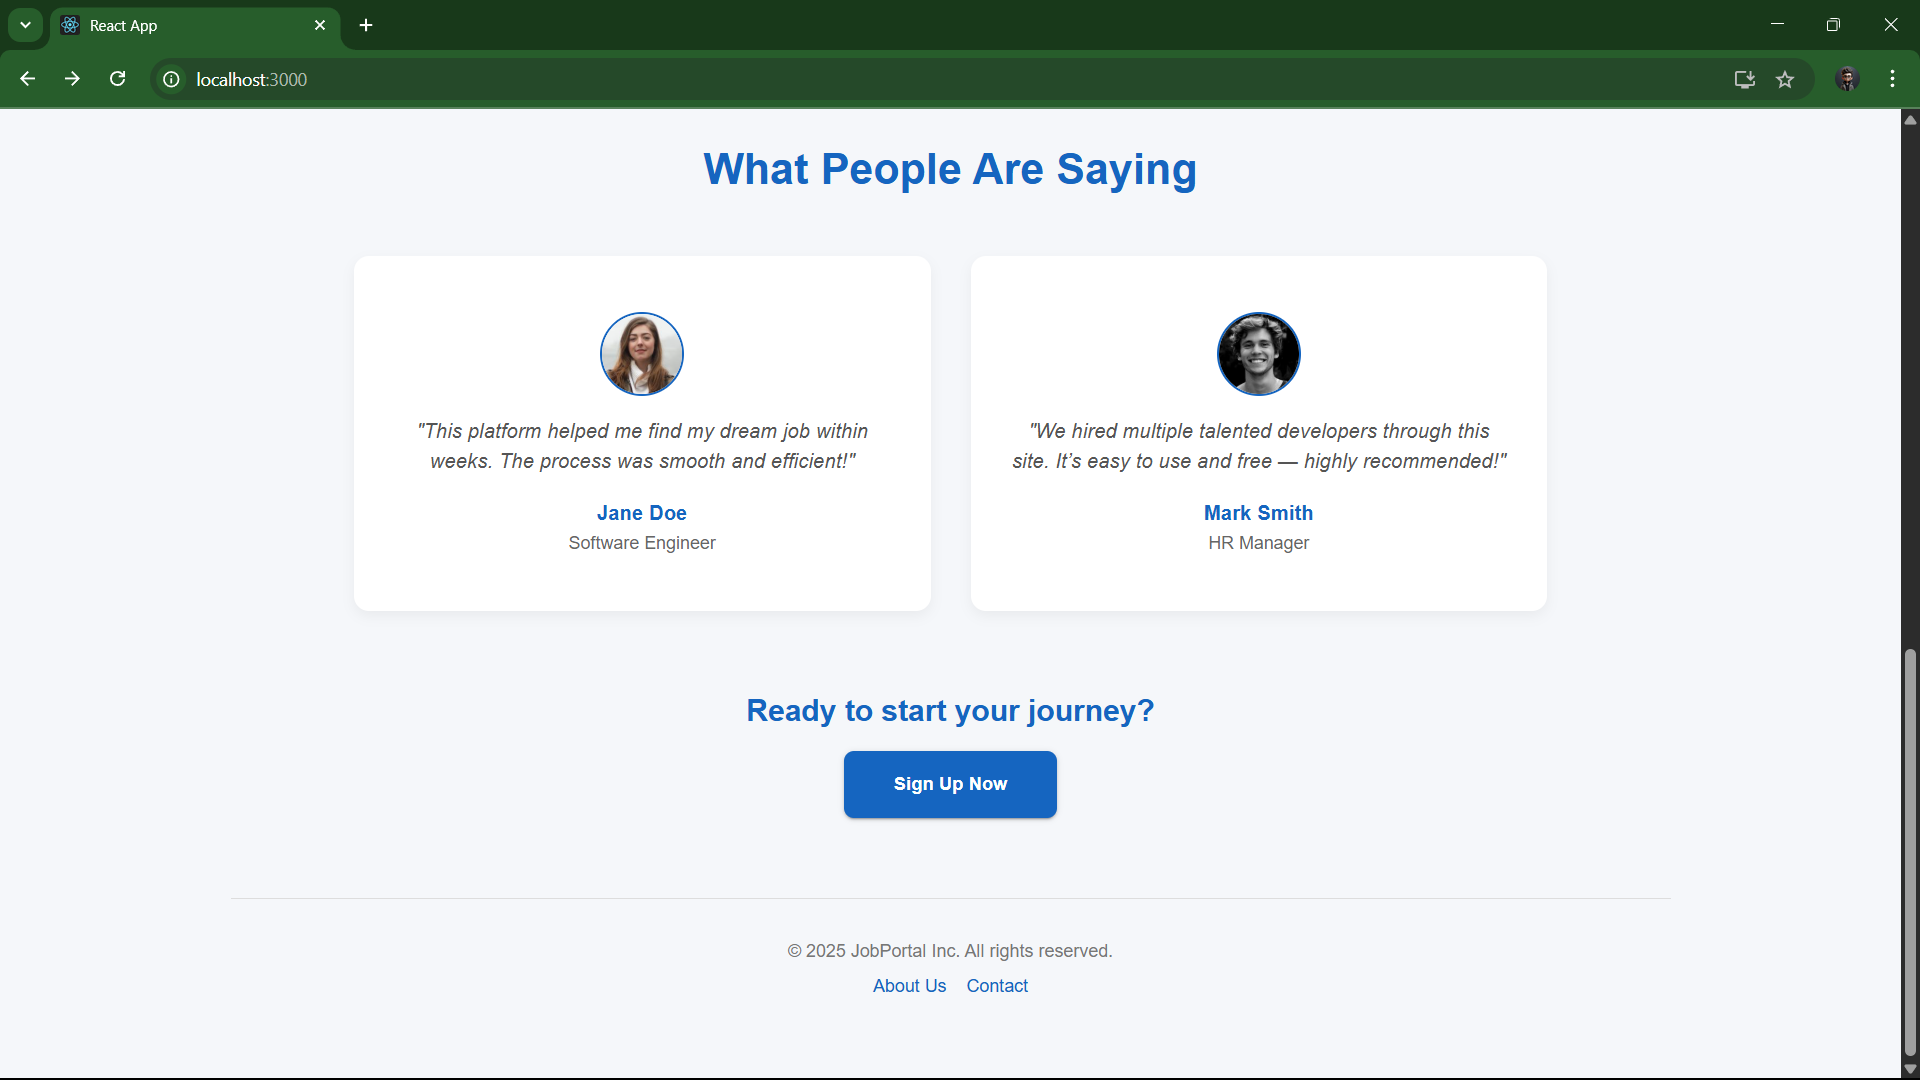 React App
localhost:3000
What People Are Saying
"This platform helped me find my dream job within
weeks. The process was smooth and efficient!"
Jane Doe
Software Engineer
"We hired multiple talented developers through this
site. It’s easy to use and free — highly recommended!"
Mark Smith
HR Manager
Ready to start your journey?
Sign Up Now
© 2025 JobPortal Inc. All rights reserved.
About Us Contact